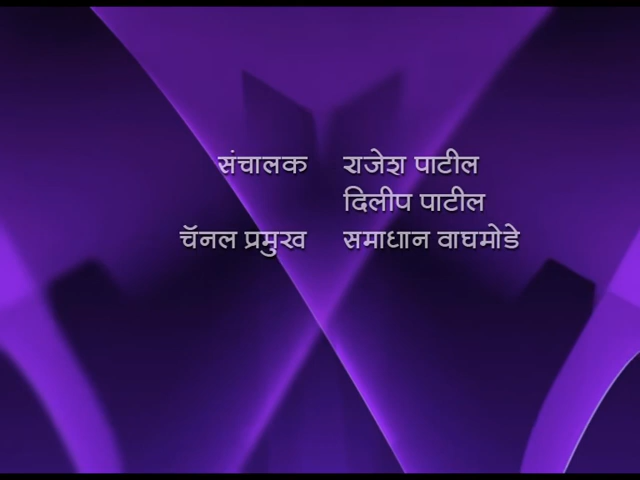 संचालक राजेश पाटील
दिलीप पाटील
चॅनल प्रमुख समाधान वाघमोडे